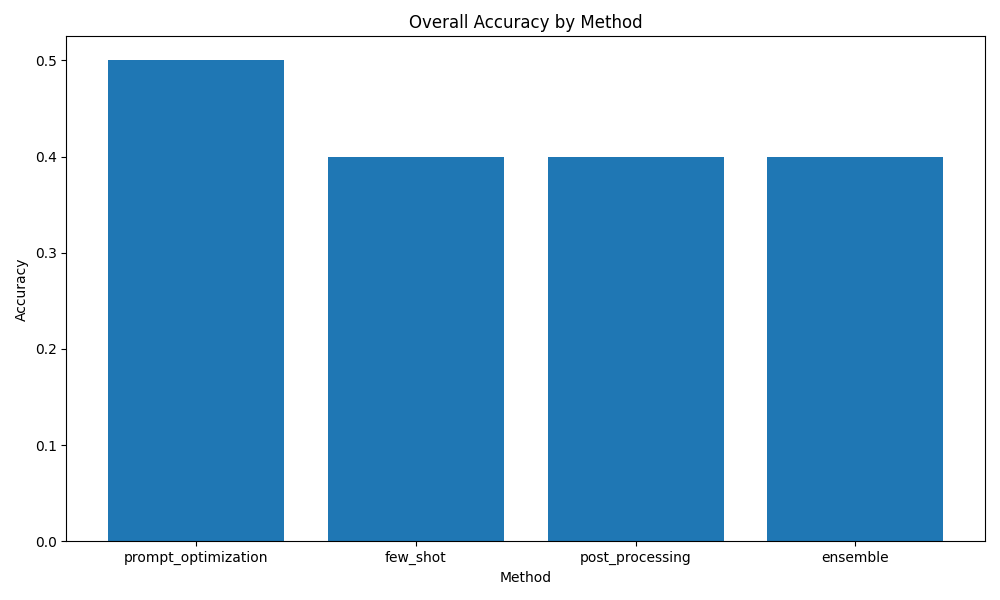 Overall Accuracy by Method
Accuracy
0.5
0.4
0.3
0.2
0.1
0.0
prompt_optimization few_shot post_processing ensemble
Method